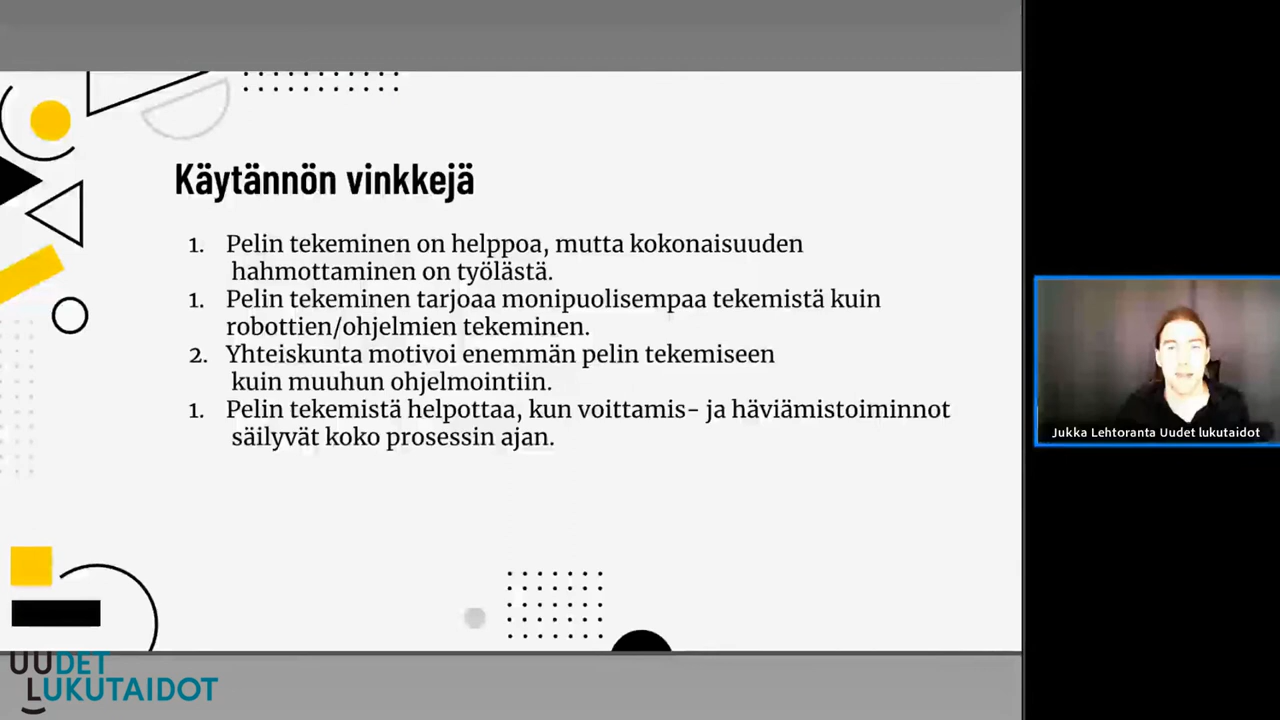 Käytännön vinkkejä
1. Pelin tekeminen on helppoa, mutta kokonaisuuden
hahmottaminen on työlästä.
1. Pelin tekeminen tarjoaa monipuolisempaa tekemistä kuin
robottien/ohjelmien tekeminen.
2. Yhteiskunta motivoi enemmän pelin tekemiseen
kuin muuhun ohjelmointiin.
1. Pelin tekemistä helpottaa, kun voittamis- ja häviämistoiminnot
säilyvät koko prosessin ajan.
Jukka Lehtoranta Uudet lukutaidot
UUDET
LUKUTAIDOT